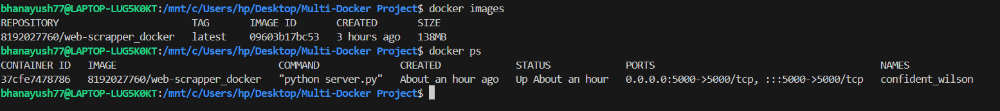 bhanayush77@LAPTOP-LUG5K0KT:/mnt/c/Users/hp/Desktop/Multi-Docker Project$ docker images
REPOSITORY TAG IMAGE ID CREATED SIZE
8192027760/web-scrapper_docker latest 09603b17bc53 3 hours ago 138MB
bhanayush77@LAPTOP-LUG5K0KT:/mnt/c/Users/hp/Desktop/Multi-Docker Project$ docker ps
CONTAINER ID IMAGE COMMAND CREATED STATUS PORTS NAMES
37cfe7478786 8192027760/web-scrapper_docker "python server.py" About an hour ago Up About an hour 0.0.0.0:5000->5000/tcp, :::5000->5000/tcp confident_wilson
bhanayush77@LAPTOP-LUG5K0KT:/mnt/c/Users/hp/Desktop/Multi-Docker Project$